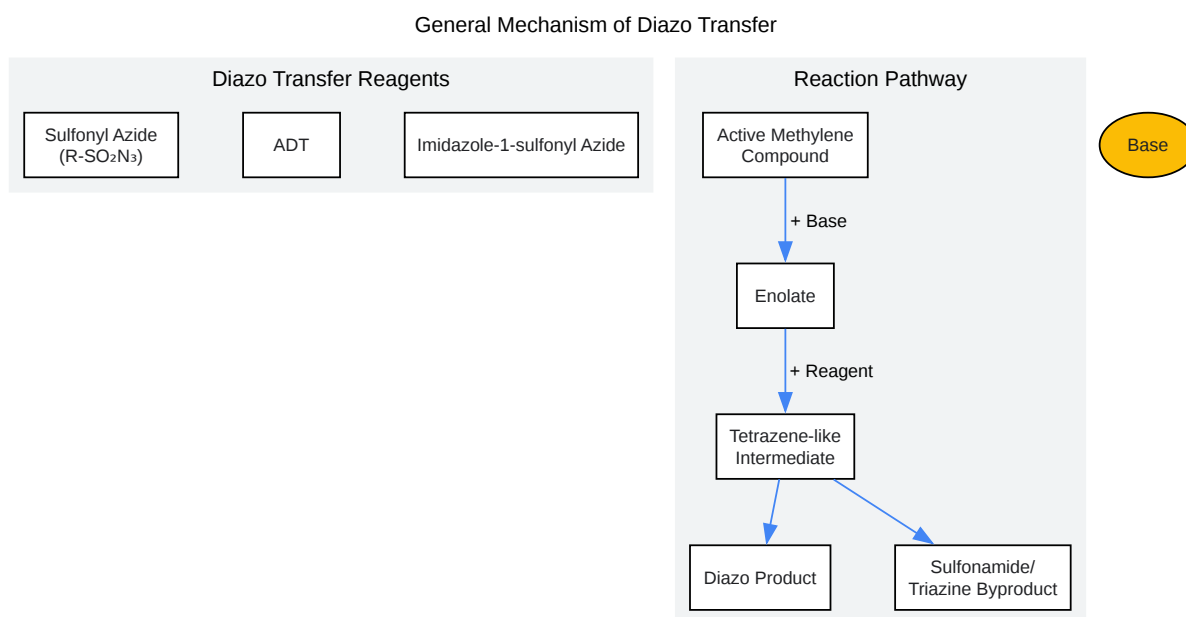 General Mechanism of Diazo Transfer
Diazo Transfer Reagents
Sulfonyl Azide
(R-SO₂N₃)
ADT
Imidazole-1-sulfonyl Azide
Reaction Pathway
Active Methylene
Compound
+ Base
Enolate
+ Reagent
Tetrazene-like
Intermediate
Diazo Product
Sulfonamide/
Triazine Byproduct
Base